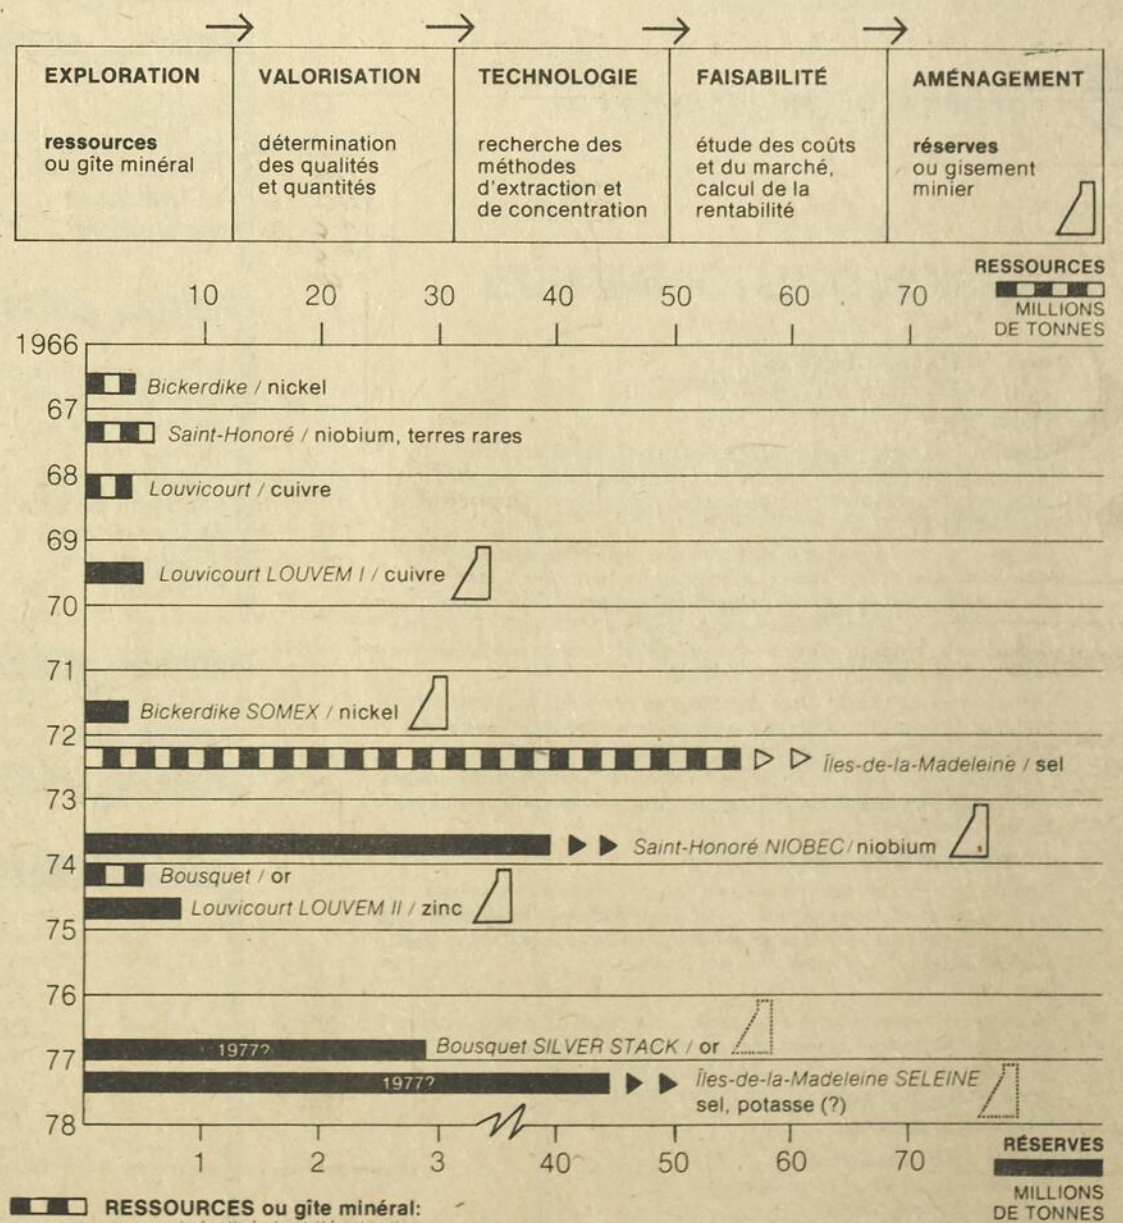 EXPLORATION
ressources
ou gîte minéral
VALORISATION
détermination
des qualités
et quantités
TECHNOLOGIE
recherche des
méthodes
d'extraction et
de concentration
FAISABILITÉ
étude des coûts
et du marché,
calcul de la
rentabilité
AMÉNAGEMENT
réserves
ou gisement
minier
RESSOURCES
MILLIONS
DE TONNES
10 20 30 40 50 60 70
1966
Bickerdike / nickel
67
Saint-Honoré / niobium, terres rares
68
Louvicourt / cuivre
69
Louvicourt LOUVEM I / cuivre
70
71
Bickerdike SOMEX / nickel
72
Îles-de-la-Madeleine / sel
73
Saint-Honoré NIOBEC / niobium
74
Bousquet / or
Louvicourt LOUVEM II / zinc
75
76
1977? Bousquet SILVER STACK / or
77
1977? Îles-de-la-Madeleine SELEINE
sel, potasse (?)
78
1 2 3 40 50 60 70
RÉSERVES
MILLIONS
DE TONNES
RESSOURCES ou gîte minéral: